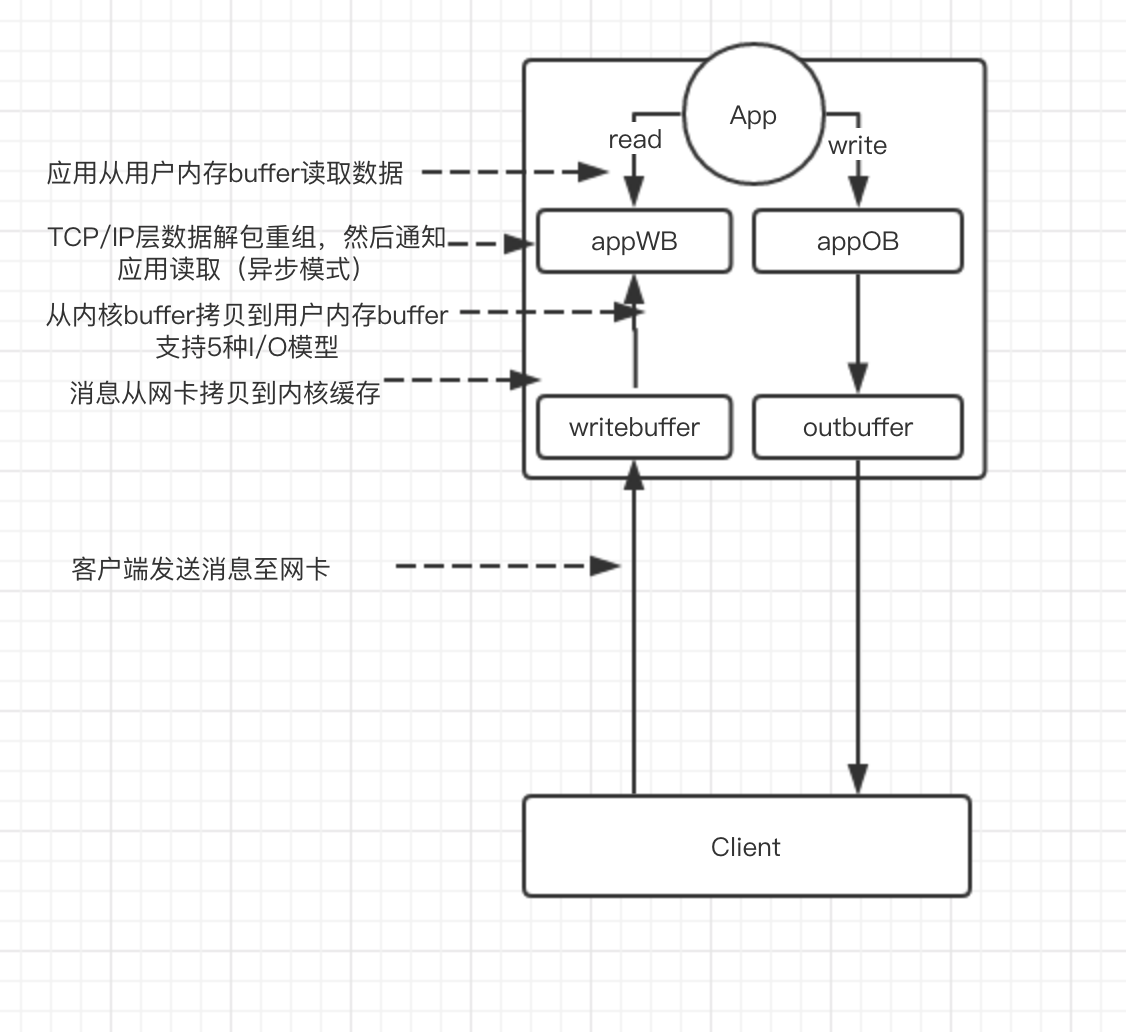 App
read
write
应用从用户内存buffer读取数据
appWB
appOB
TCP/IP层数据解包重组，然后通知
应用读取（异步模式）
从内核buffer拷贝到用户内存buffer
支持5种I/O模型
消息从网卡拷贝到内核缓存
writebuffer
outbuffer
客户端发送消息至网卡
Client